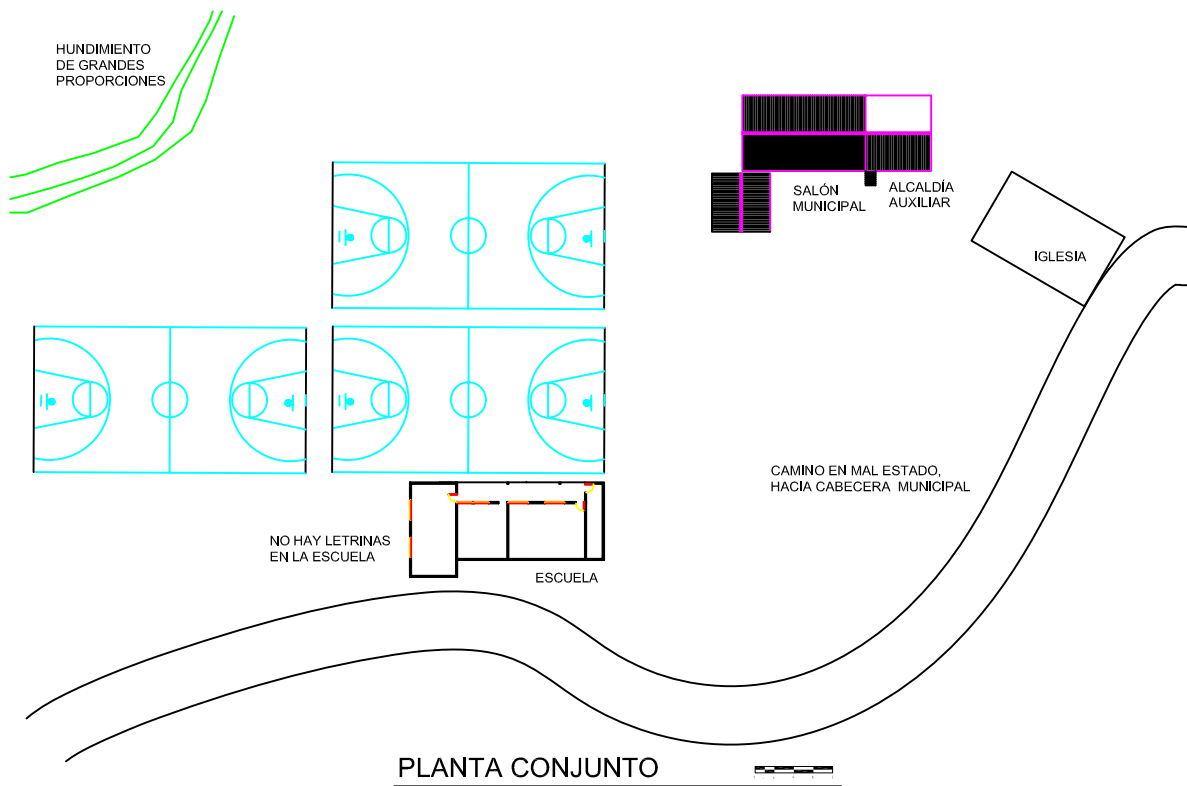 HUNDIMIENTO
DE GRANDES
PROPORCIONES
SALÓN
MUNICIPAL
ALCALDÍA
AUXILIAR
IGLESIA
CAMINO EN MAL ESTADO,
HACIA CABECERA MUNICIPAL
NO HAY LETRINAS
EN LA ESCUELA
ESCUELA
PLANTA CONJUNTO